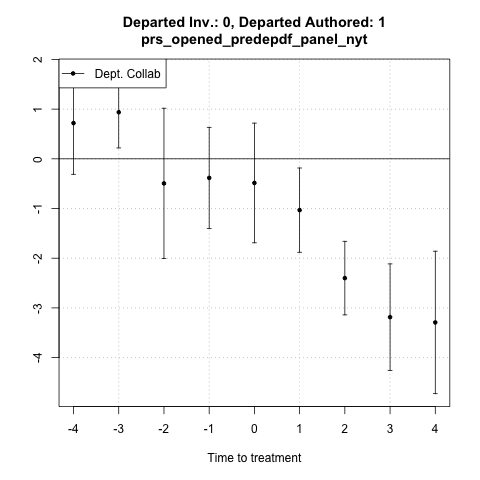 Departed Inv.: 0, Departed Authored: 1
prs_opened_predepdf_panel_nyt
Dept. Collab
2
1
0
-1
-2
-3
-4
-4 -3 -2 -1 0 1 2 3 4
Time to treatment